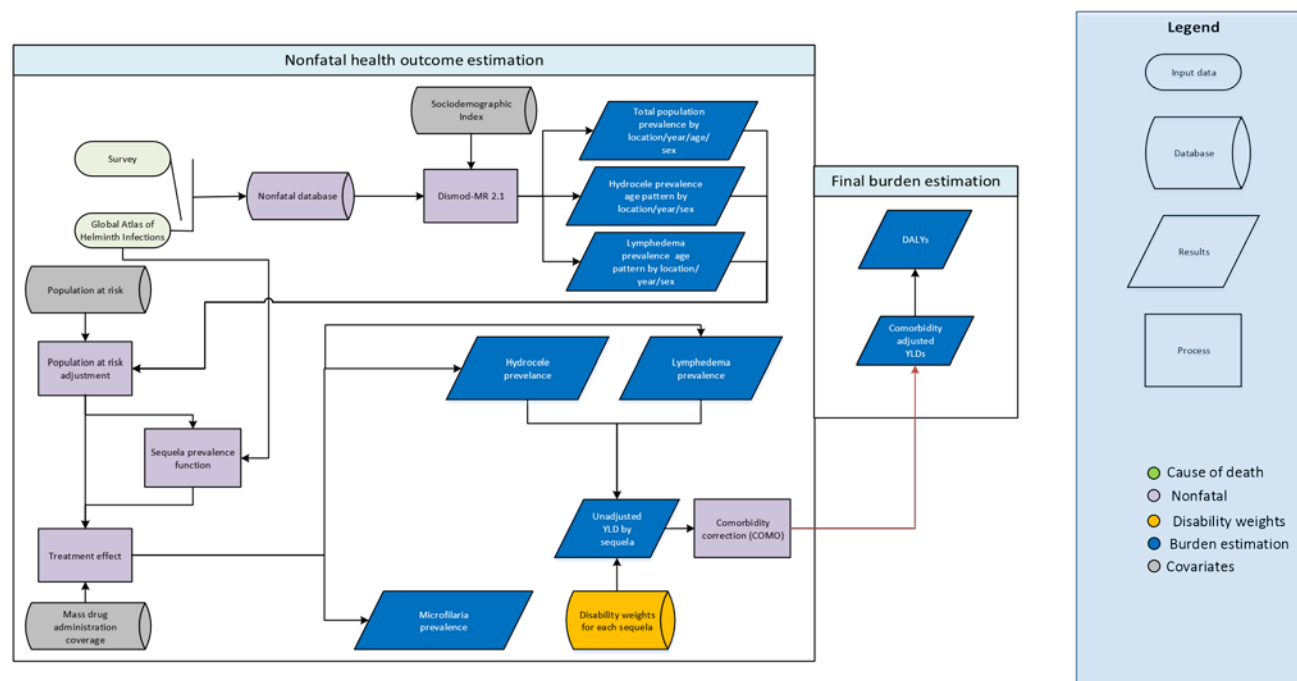 Nonfatal health outcome estimation
Sociodemographic
Index
Total population
prevalence by
location/year/age/
sex
Survey
Nonfatal database
Dismod-MR 2.1
Hydrocele prevalence
age pattern by
location/year/sex
Global Atlas of
Helminth Infections
Lymphedema
prevalence age
pattern by location/
year/sex
Population at risk
Population at risk
adjustment
Hydrocele
prevelance
Lymphedema
prevalence
Sequela prevalence
function
Treatment effect
Unadjusted
YLD by
sequela
Comorbidity
correction (COMO)
Mass drug
administration
coverage
Microfilaria
prevalence
Disability weights
for each sequela
Final burden estimation
DALYs
Comorbidity
adjusted
YLDs
Legend
Input data
Database
Results
Process
Cause of death
Nonfatal
Disability weights
Burden estimation
Covariates